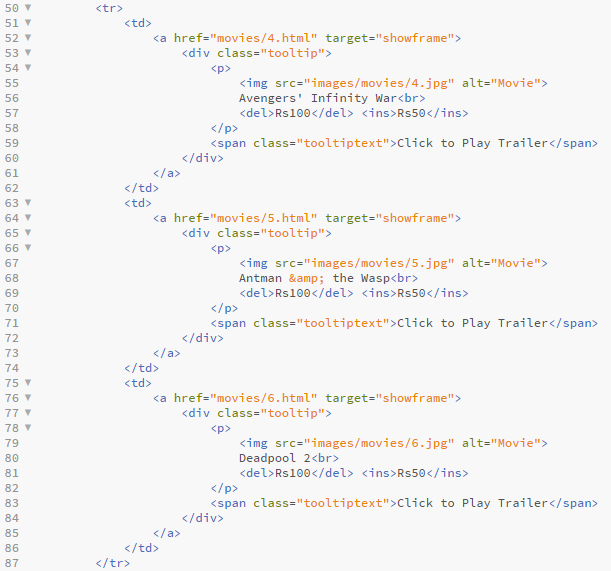 50 <tr>
51 <td>
52 <a href="movies/4.html" target="showframe">
53 <div class="tooltip">
54 <p>
55 <img src="images/movies/4.jpg" alt="Movie">
56 Avengers' Infinity War<br>
57 <del>Rs100</del> <ins>Rs50</ins>
58 </p>
59 <span class="tooltiptext">Click to Play Trailer</span>
60 </div>
61 </a>
62 </td>
63 <td>
64 <a href="movies/5.html" target="showframe">
65 <div class="tooltip">
66 <p>
67 <img src="images/movies/5.jpg" alt="Movie">
68 Antman &amp; the Wasp<br>
69 <del>Rs100</del> <ins>Rs50</ins>
70 </p>
71 <span class="tooltiptext">Click to Play Trailer</span>
72 </div>
73 </a>
74 </td>
75 <td>
76 <a href="movies/6.html" target="showframe">
77 <div class="tooltip">
78 <p>
79 <img src="images/movies/6.jpg" alt="Movie">
80 Deadpool 2<br>
81 <del>Rs100</del> <ins>Rs50</ins>
82 </p>
83 <span class="tooltiptext">Click to Play Trailer</span>
84 </div>
85 </a>
86 </td>
87 </tr>